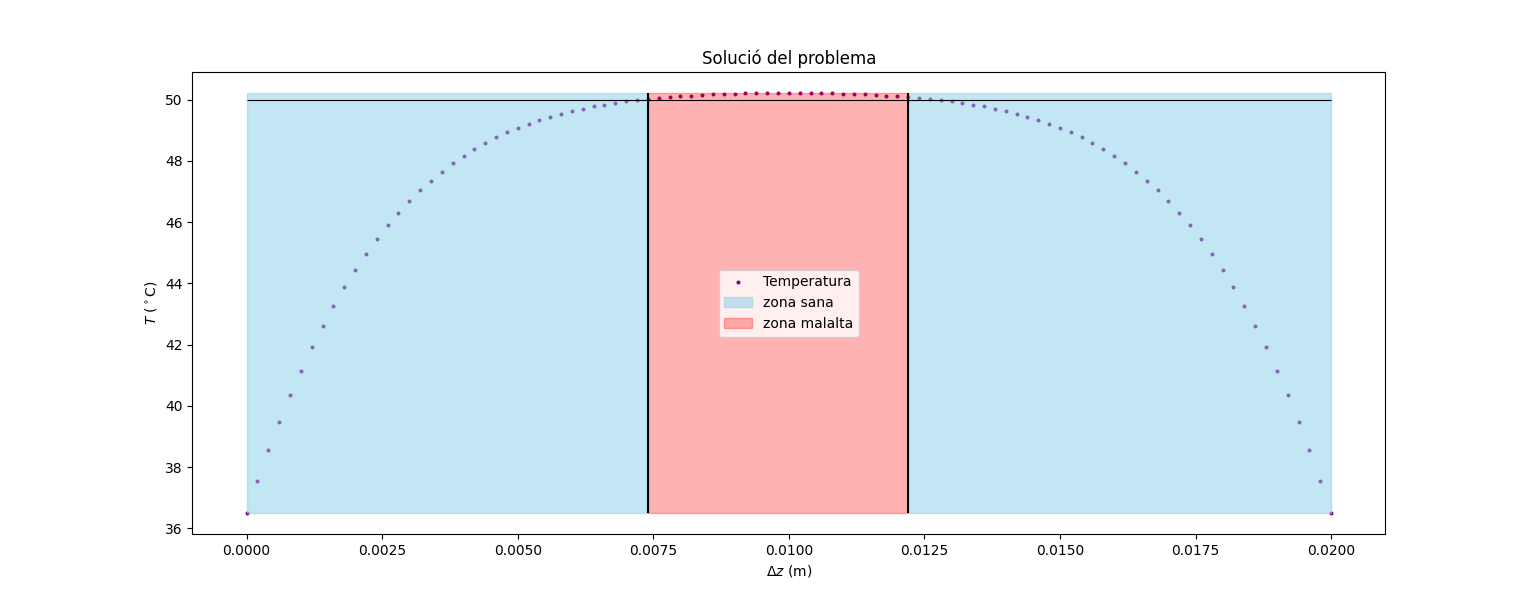 Solució del problema
50
48
46
44
42
40
38
36
T (°C)
Temperatura
zona sana
zona malalta
0.0000 0.0025 0.0050 0.0075 0.0100 0.0125 0.0150 0.0175 0.0200
Δz (m)